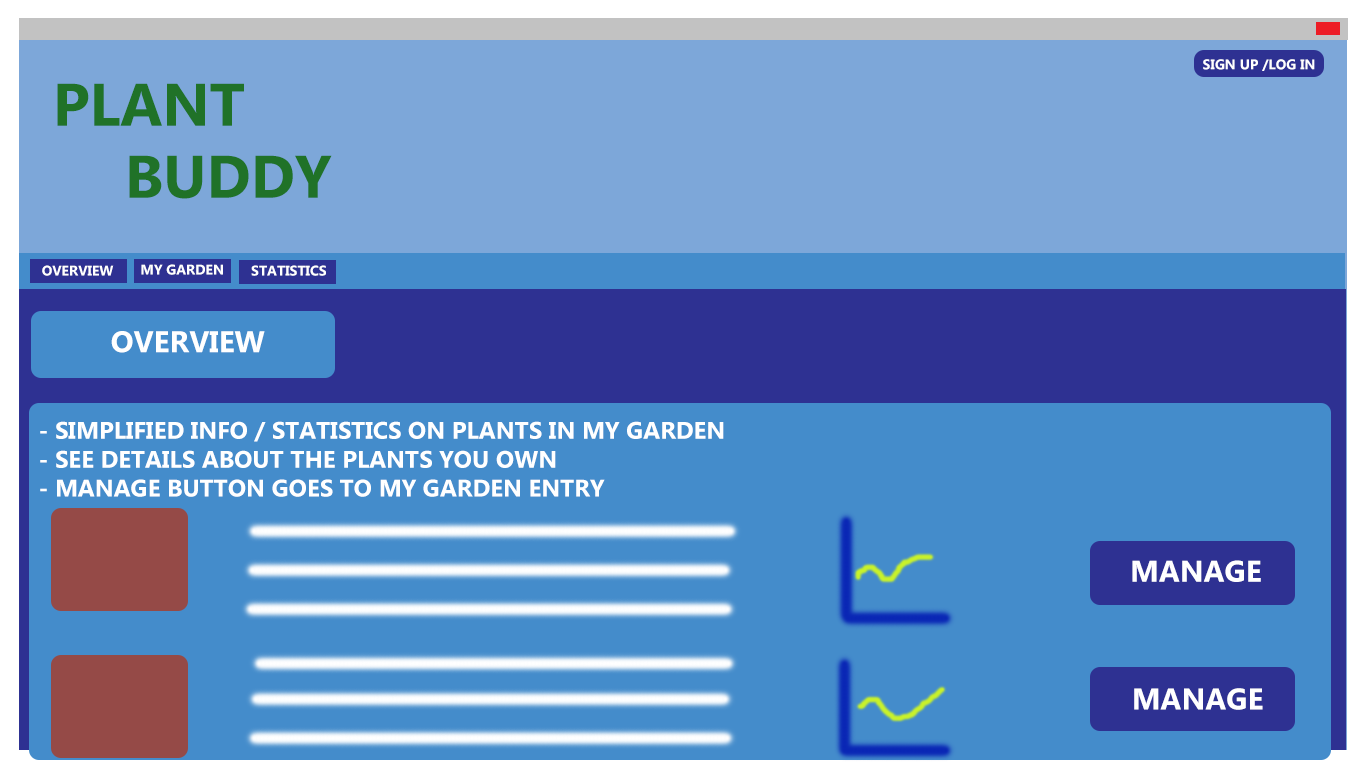 SIGN UP /LOG IN
PLANT
BUDDY
OVERVIEW
MY GARDEN
STATISTICS
OVERVIEW
- SIMPLIFIED INFO / STATISTICS ON PLANTS IN MY GARDEN
- SEE DETAILS ABOUT THE PLANTS YOU OWN
- MANAGE BUTTON GOES TO MY GARDEN ENTRY
MANAGE
MANAGE